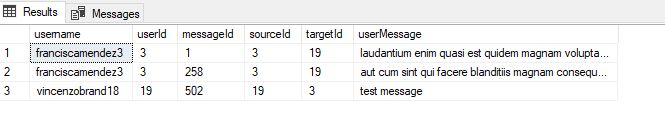 Results Messages
username userId messageId sourceId targetId userMessage
1 franciscamendez3 3 1 3 19 laudantium enim quasi est quidem magnam volupta...
2 franciscamendez3 3 258 3 19 aut cum sint qui facere blanditiis magnam consequ...
3 vincenzobrand18 19 502 19 3 test message